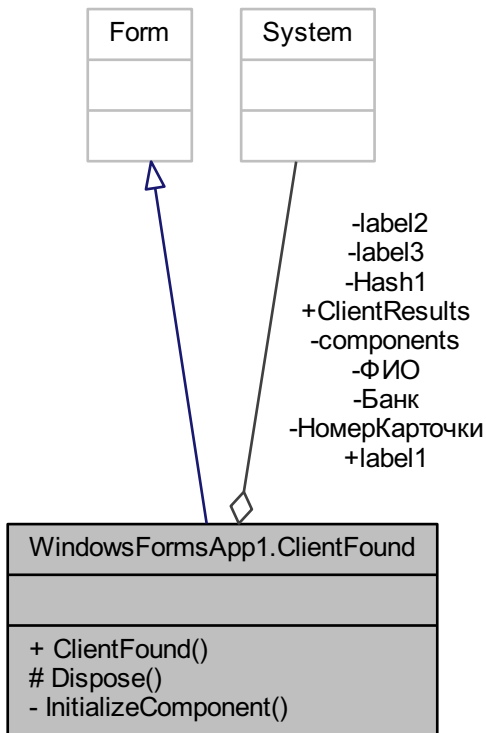 Form
System
-label2
-label3
-Hash1
+ClientResults
-components
-ФИО
-Банк
-НомерКарточки
+label1
WindowsFormsApp1.ClientFound
+ ClientFound()
# Dispose()
- InitializeComponent()